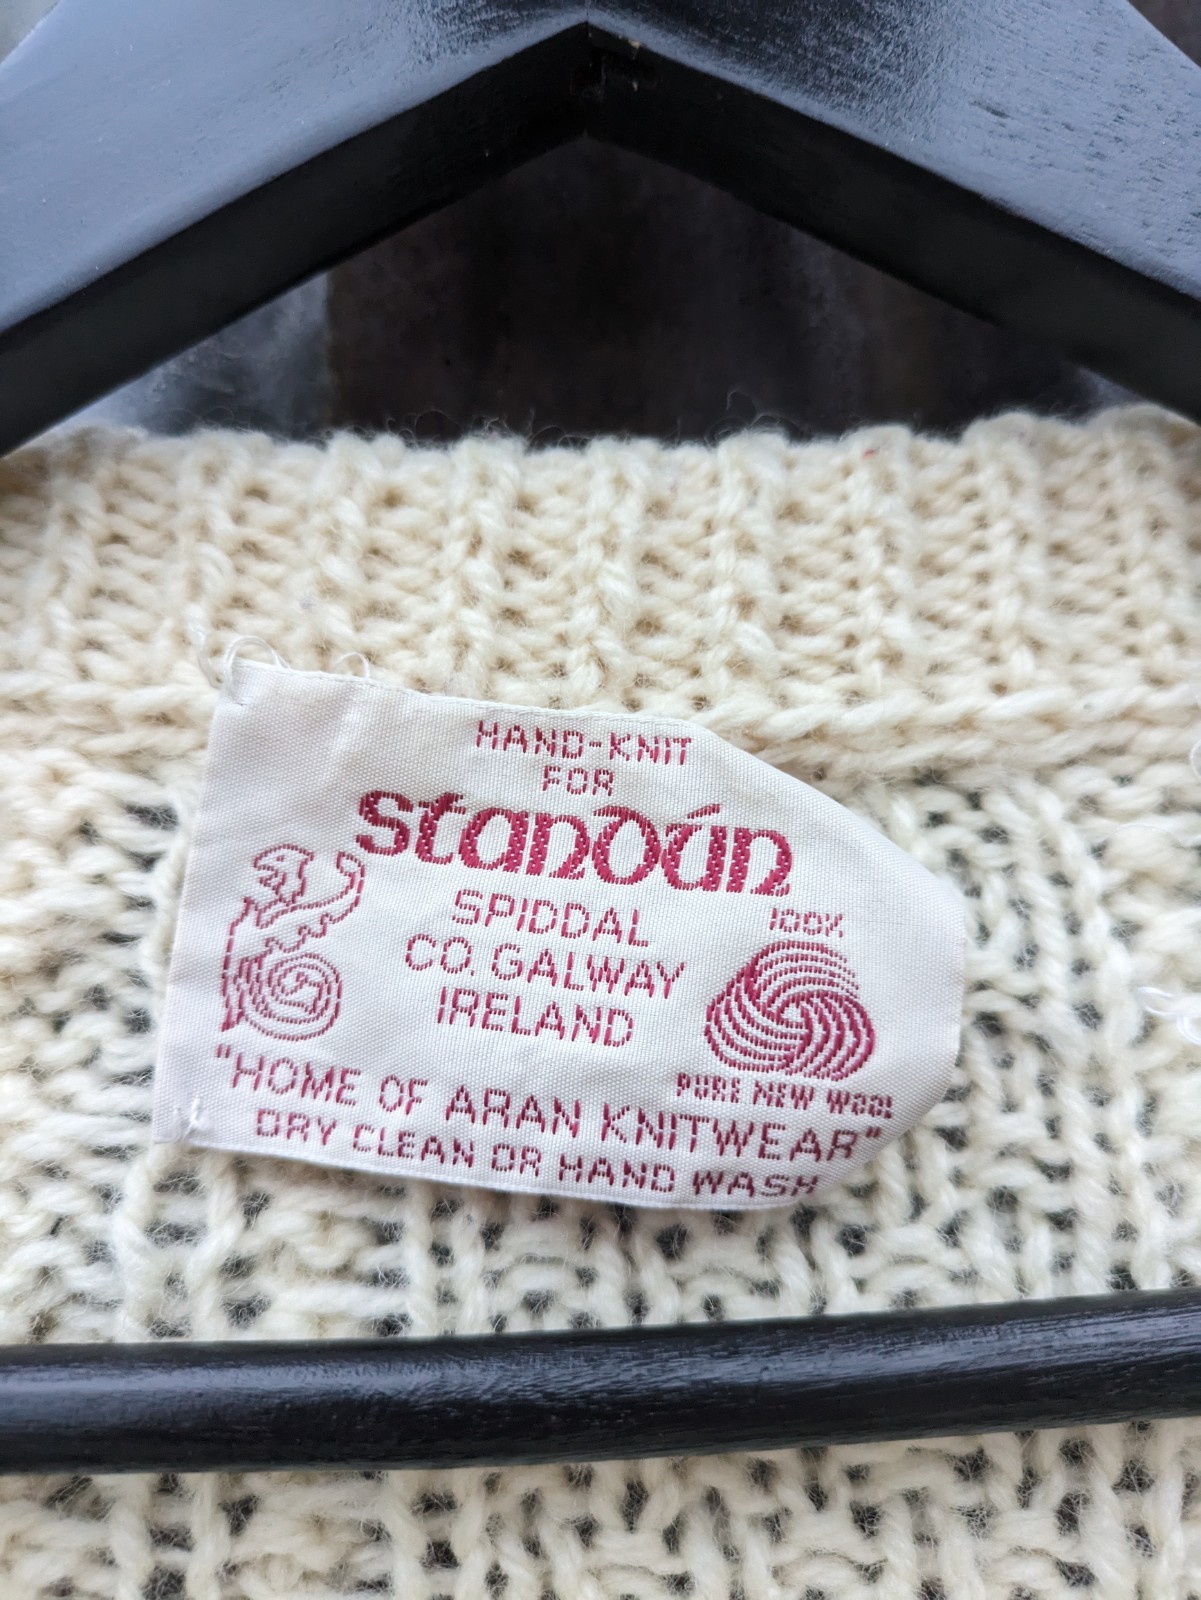 HAND-KNIT
FOR
standún
SPIDDAL
CO. GALWAY
IRELAND
100%
PURE NEW WOOL
"HOME OF ARAN KNITWEAR"
DRY CLEAN OR HAND WASH